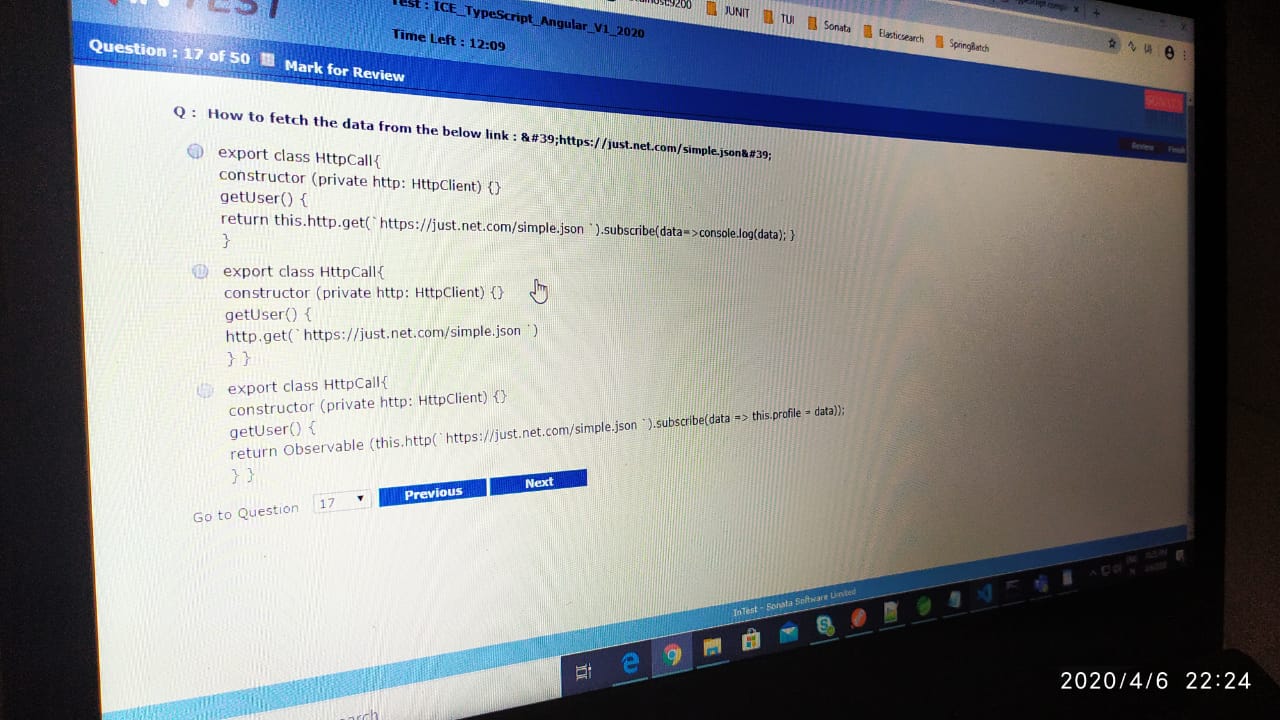 TEST
Test : ICE_TypeScript_Angular_V1_2020
Time Left : 12:09
JUNIT
TUI
Sonata
Elasticsearch
SpringBatch
Question : 17 of 50 Mark for Review
Review Finish
Q : How to fetch the data from the below link : &#39;https://just.net.com/simple.json&#39;
export class HttpCall{
constructor (private http: HttpClient) {}
getUser() {
return this.http.get(`https://just.net.com/simple.json `).subscribe(data=>console.log(data); }
}
export class HttpCall{
constructor (private http: HttpClient) {}
getUser() {
http.get(`https://just.net.com/simple.json `)
} }
export class HttpCall{
constructor (private http: HttpClient) {}
getUser() {
return Observable (this.http(`https://just.net.com/simple.json `).subscribe(data => this.profile = data));
} }
Go to Question 17 Previous Next
InTest - Sonata Software Limited
2020/4/6 22:24